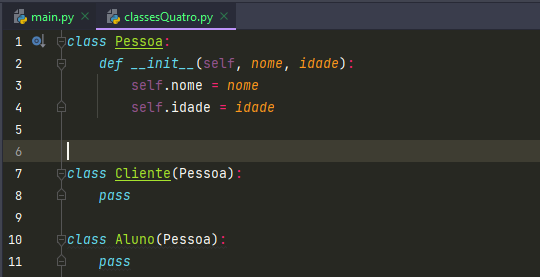 main.py classesQuatro.py
1 class Pessoa:
2 def __init__(self, nome, idade):
3 self.nome = nome
4 self.idade = idade
5
6
7 class Cliente(Pessoa):
8 pass
9
10 class Aluno(Pessoa):
11 pass